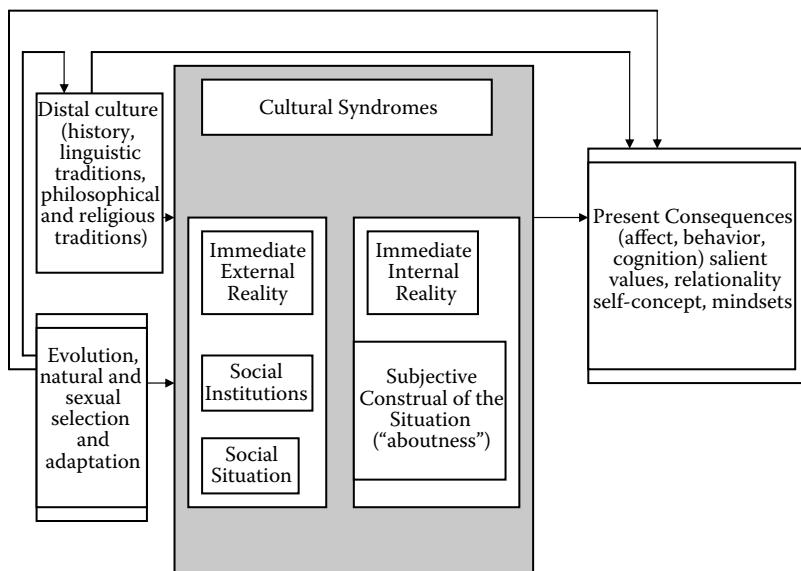 Cultural Syndromes
Distal culture
(history,
linguistic
traditions,
philosophical
and religious
traditions)
Immediate
External
Reality
Immediate
Internal
Reality
Present Consequences
(affect, behavior,
cognition) salient
values, relationality
self-concept, mindsets
Evolution,
natural and
sexual
selection
and
adaptation
Social
Institutions
Social
Situation
Subjective
Construal of the
Situation
(“aboutness”)